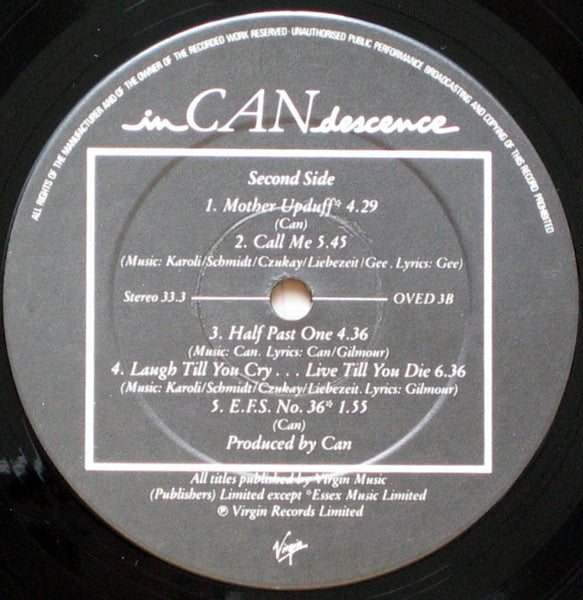 ALL RIGHTS OF THE MANUFACTURER AND OF THE OWNER OF THE RECORDED WORK RESERVED · UNAUTHORISED PUBLIC PERFORMANCE BROADCASTING AND COPYING OF THIS RECORD PROHIBITED
inCANdescence
Second Side
1. Mother Upduff* 4.29
(Can)
2. Call Me 5.45
(Music: Karoli/Schmidt/Czukay/Liebezeit/Gee. Lyrics: Gee)
Stereo 33.3 OVED 3B
3. Half Past One 4.36
(Music: Can. Lyrics: Can/Gilmour)
4. Laugh Till You Cry . . . Live Till You Die 6.36
(Music: Karoli/Schmidt/Czukay/Liebezeit. Lyrics: Gilmour)
5. E.F.S. No. 36* 1.55
(Can)
Produced by Can
All titles published by Virgin Music
(Publishers) Limited except *Essex Music Limited
℗ Virgin Records Limited
Virgin